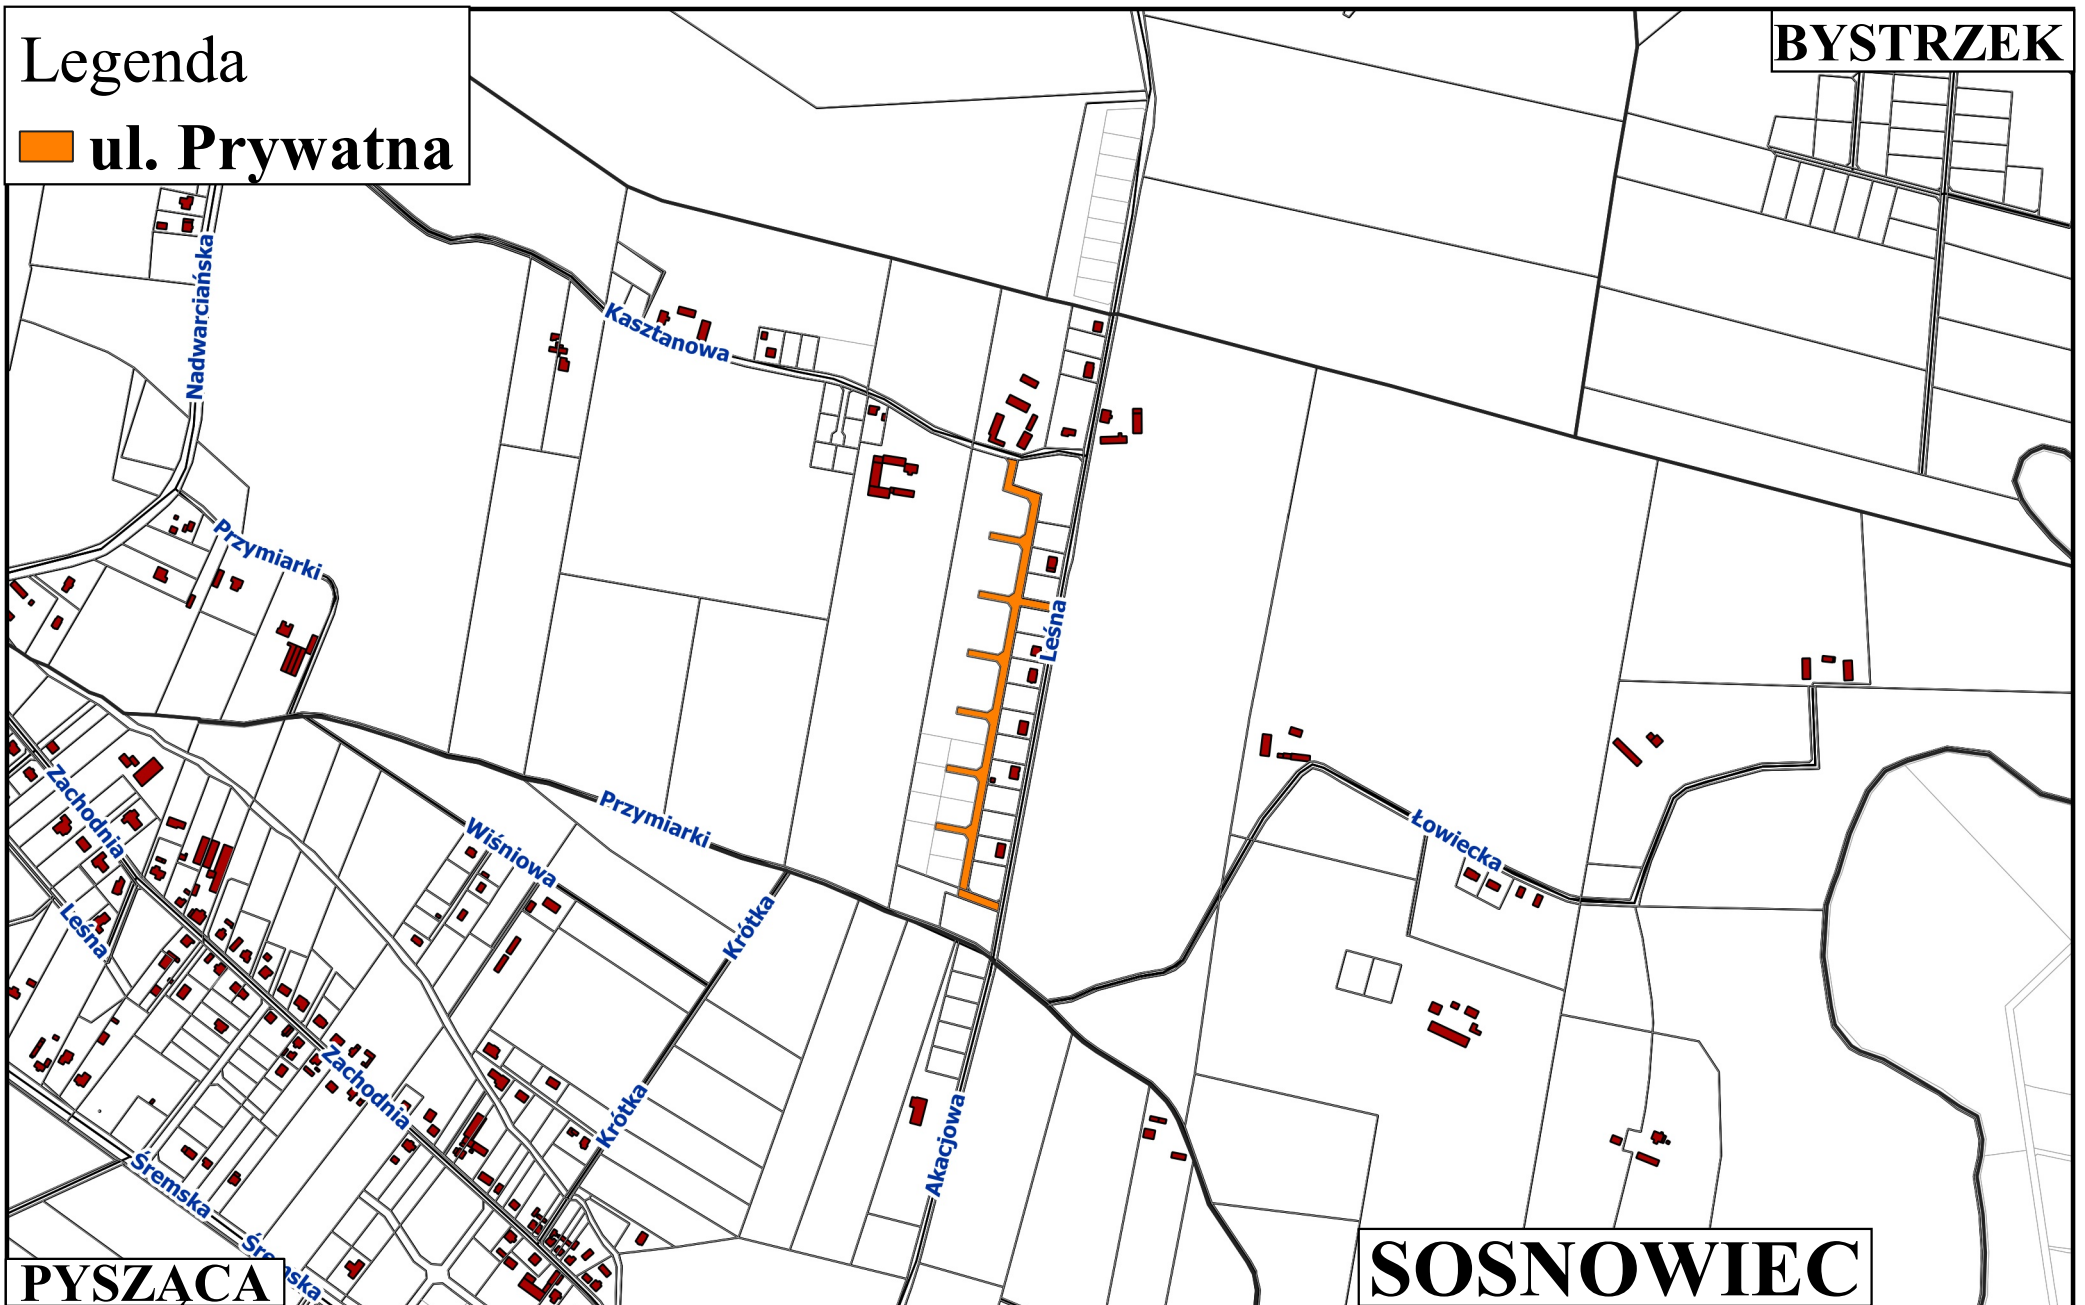 Legenda
ul. Prywatna
BYSTRZEK
Nadwarciańska
Kasztanowa
Przymiarki
Leśna
Zachodnia
Przymiarki
Wiśniowa
Łowiecka
Leśna
Krótka
Zachodnia
Krótka
Akacjowa
Śremska
Śremska
PYSZĄCA
SOSNOWIEC